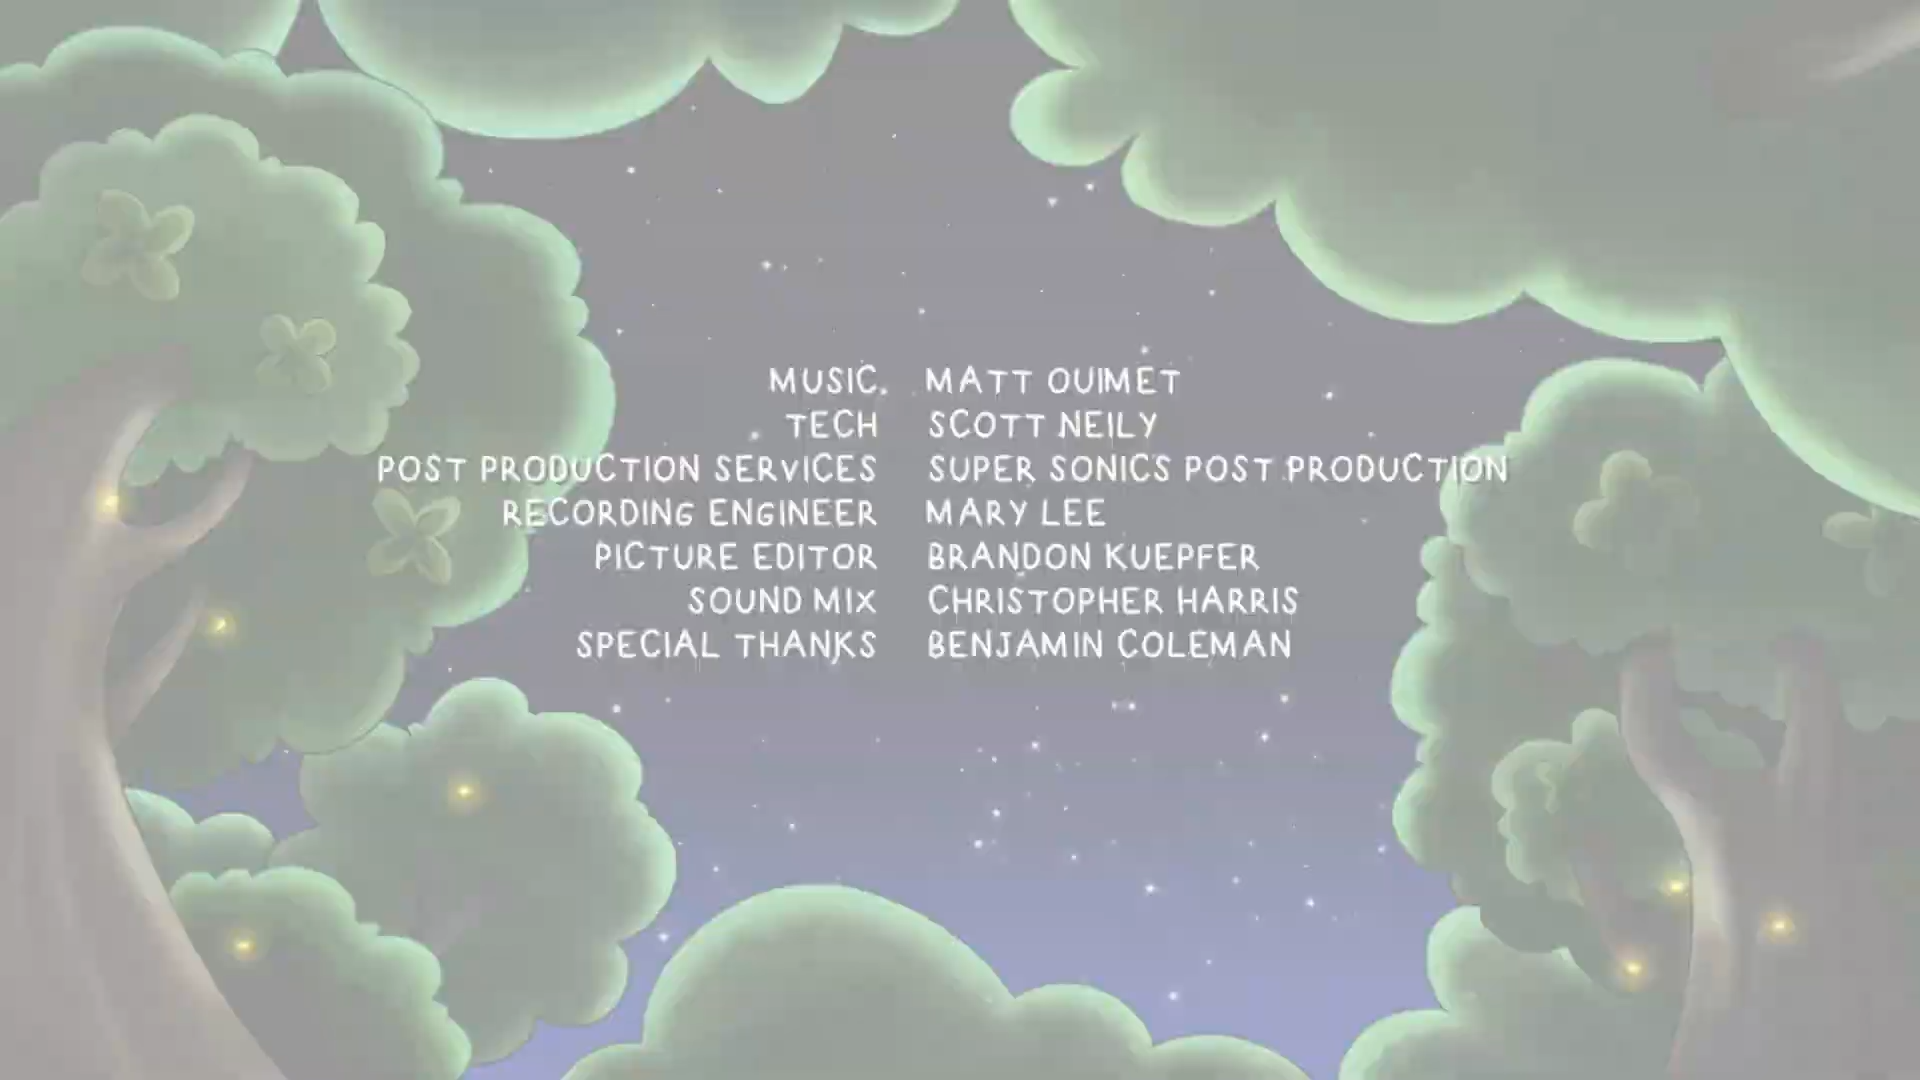 MUSIC MATT OUIMET
TECH SCOTT NEILY
POST PRODUCTION SERVICES SUPER SONICS POST PRODUCTION
RECORDING ENGINEER MARY LEE
PICTURE EDITOR BRANDON KUEPFER
SOUND MIX CHRISTOPHER HARRIS
SPECIAL THANKS BENJAMIN COLEMAN